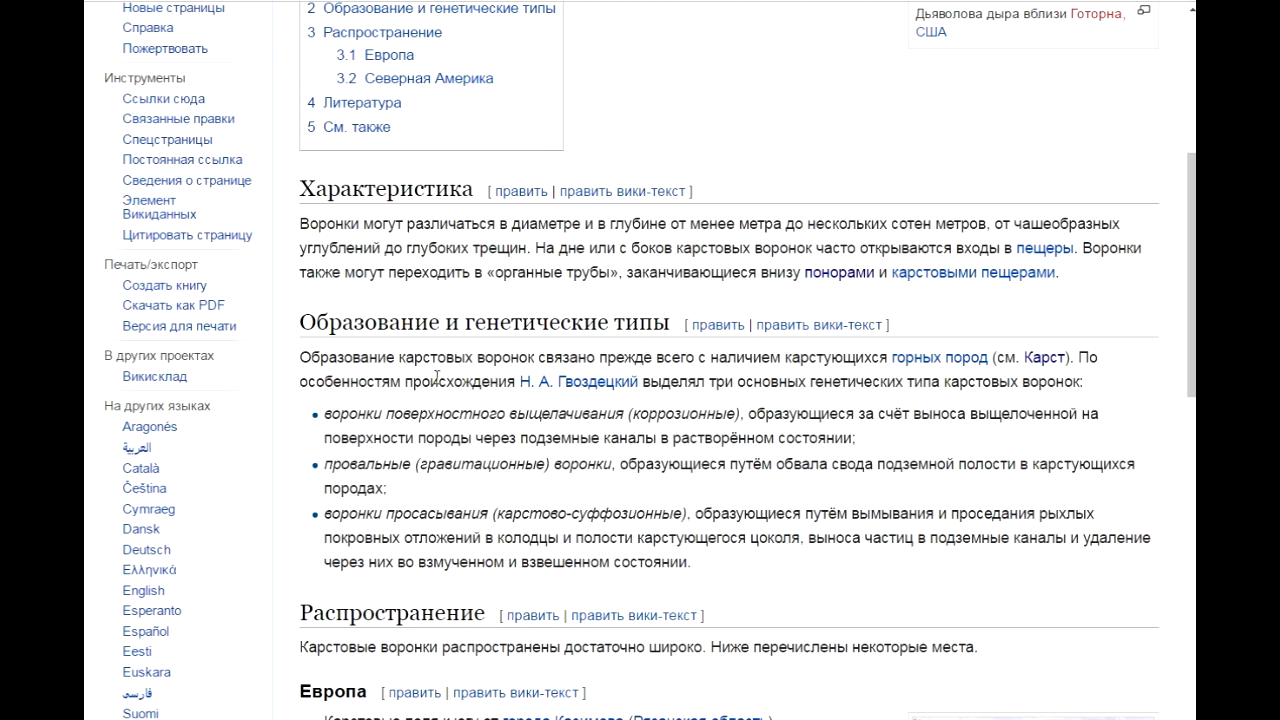 Новые страницы
Справка
Пожертвовать
Инструменты
Ссылки сюда
Связанные правки
Спецстраницы
Постоянная ссылка
Сведения о странице
Элемент
Викиданных
Цитировать страницу
Печать/экспорт
Создать книгу
Скачать как PDF
Версия для печати
В других проектах
Викисклад
На других языках
Aragonés
العربية
Català
Čeština
Cymraeg
Dansk
Deutsch
Ελληνικά
English
Esperanto
Español
Eesti
Euskara
فارسی
Suomi
2 Образование и генетические типы
3 Распространение
3.1 Европа
3.2 Северная Америка
4 Литература
5 См. также
Дьяволова дыра вблизи Готорна,
США
Характеристика [ править | править вики-текст ]
Воронки могут различаться в диаметре и в глубине от менее метра до нескольких сотен метров, от чашеобразных
углублений до глубоких трещин. На дне или с боков карстовых воронок часто открываются входы в пещеры. Воронки
также могут переходить в «органные трубы», заканчивающиеся внизу понорами и карстовыми пещерами.
Образование и генетические типы [ править | править вики-текст ]
Образование карстовых воронок связано прежде всего с наличием карстующихся горных пород (см. Карст). По
особенностям происхождения Н. А. Гвоздецкий выделял три основных генетических типа карстовых воронок:
• воронки поверхностного выщелачивания (коррозионные), образующиеся за счёт выноса выщелоченной на
поверхности породы через подземные каналы в растворённом состоянии;
• провальные (гравитационные) воронки, образующиеся путём обвала свода подземной полости в карстующихся
породах;
• воронки просасывания (карстово-суффозионные), образующиеся путём вымывания и проседания рыхлых
покровных отложений в колодцы и полости карстующегося цоколя, выноса частиц в подземные каналы и удаление
через них во взмученном и взвешенном состоянии.
Распространение [ править | править вики-текст ]
Карстовые воронки распространены достаточно широко. Ниже перечислены некоторые места.
Европа [ править | править вики-текст ]
Карстовые поля к югу от города Касимова (Рязанская область)